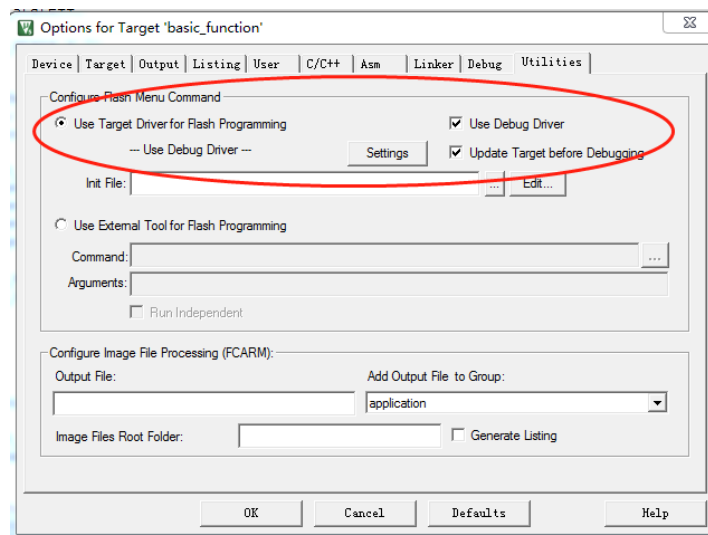 Options for Target 'basic_function'
Device Target Output Listing User C/C++ Asm Linker Debug Utilities
Configure Flash Menu Command
Use Target Driver for Flash Programming Use Debug Driver
--- Use Debug Driver --- Settings Update Target before Debugging
Init File: ... Edit...
Use External Tool for Flash Programming
Command: ...
Arguments:
Run Independent
Configure Image File Processing (FCARM):
Output File: Add Output File to Group:
application
Image Files Root Folder: Generate Listing
OK Cancel Defaults Help